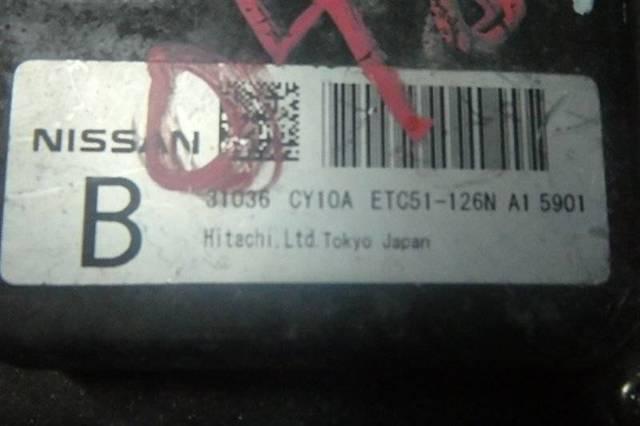 NISSAN
B
31036 CY10A ETC51-126N A1 5901
Hitachi,Ltd.Tokyo Japan